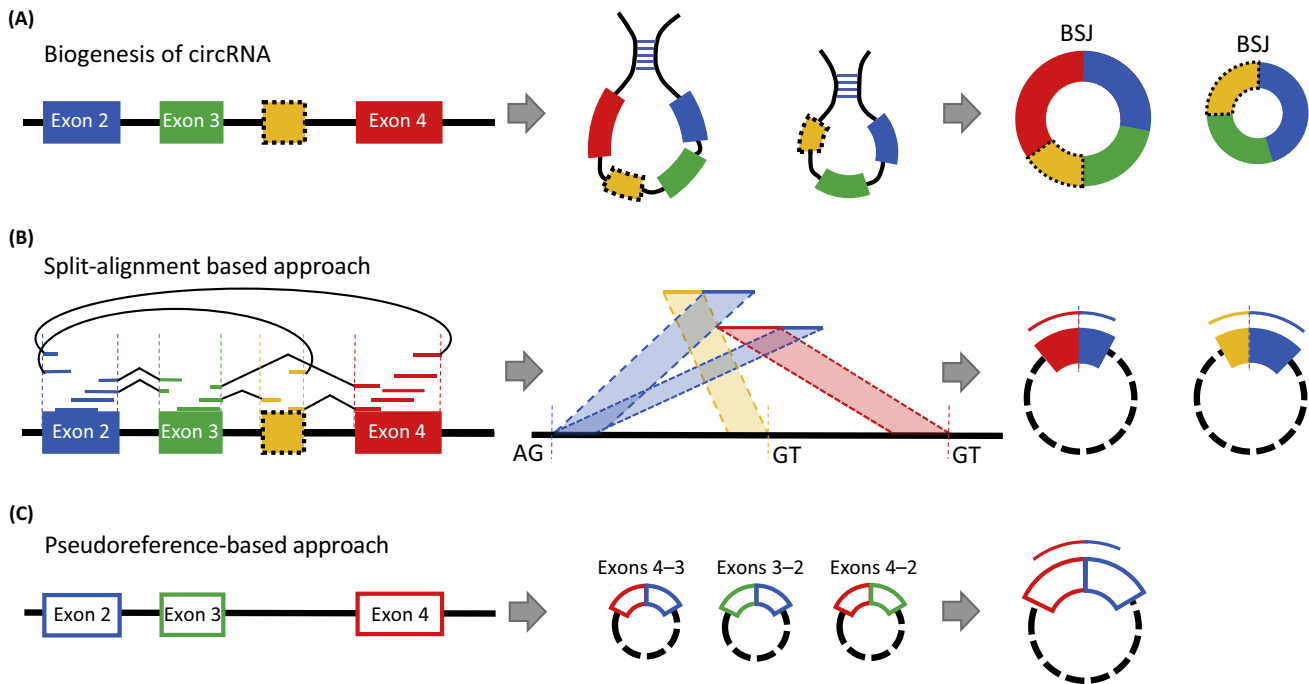 (A)
Biogenesis of circRNA
Exon 2
Exon 3
Exon 4
BSJ
BSJ
(B)
Split-alignment based approach
Exon 2
Exon 3
Exon 4
AG
GT
GT
(C)
Pseudoreference-based approach
Exon 2
Exon 3
Exon 4
Exons 4–3
Exons 3–2
Exons 4–2